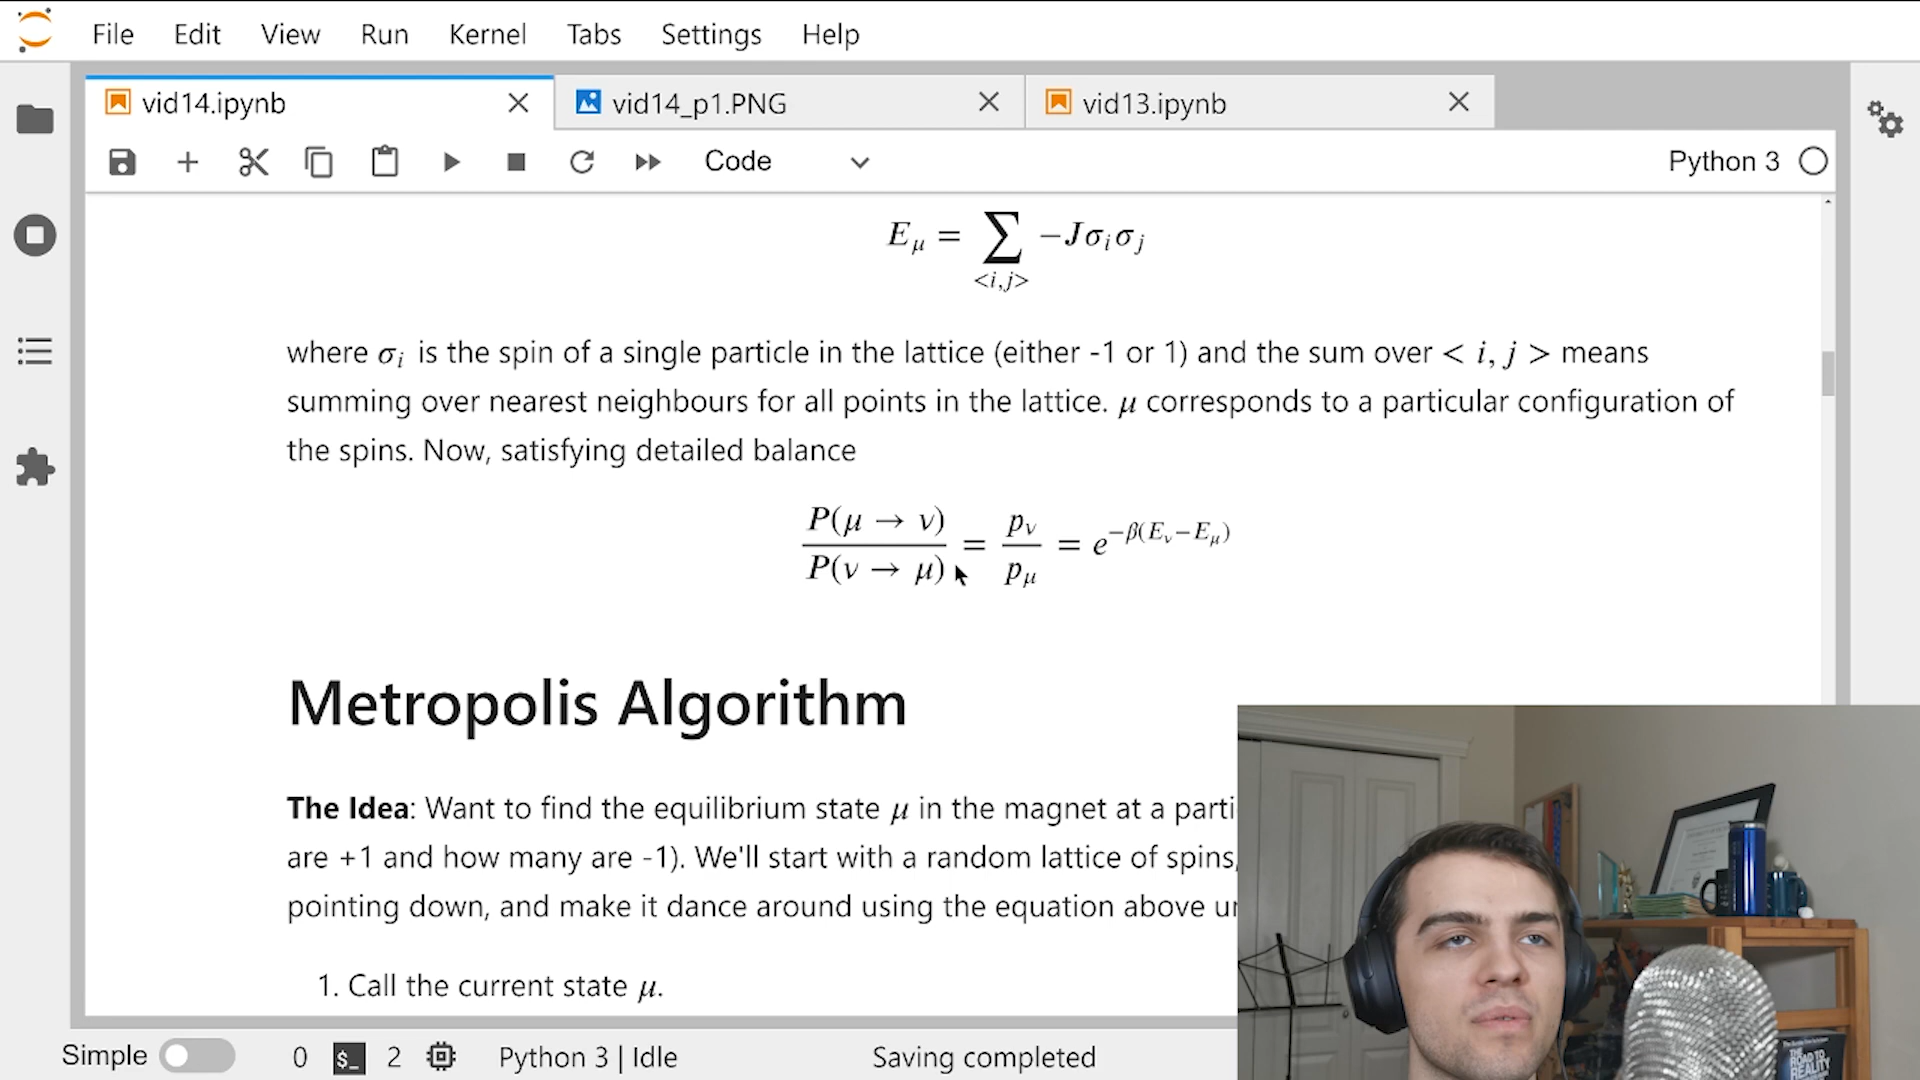 File Edit View Run Kernel Tabs Settings Help
vid14.ipynb vid14_p1.PNG vid13.ipynb
Code Python 3
E_μ = ∑_{<i,j>} −Jσ_iσ_j
where σ_i is the spin of a single particle in the lattice (either -1 or 1) and the sum over < i, j > means
summing over nearest neighbours for all points in the lattice. μ corresponds to a particular configuration of
the spins. Now, satisfying detailed balance
P(μ → ν) / P(ν → μ) = p_ν / p_μ = e^{−β(E_ν−E_μ)}
Metropolis Algorithm
The Idea: Want to find the equilibrium state μ in the magnet at a parti
are +1 and how many are -1). We'll start with a random lattice of spins,
pointing down, and make it dance around using the equation above u
1. Call the current state μ.
THE
ROAD TO
REALITY
Simple 0 $_ 2 Python 3 | Idle Saving completed